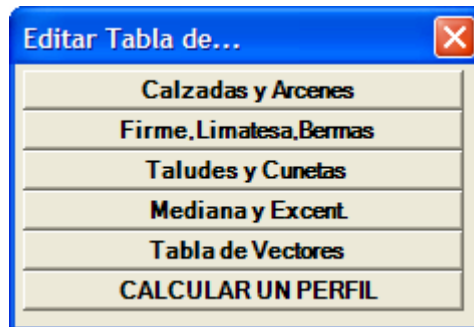 Editar Tabla de...
Calzadas y Arcenes
Firme,Limatesa,Bermas
Taludes y Cunetas
Mediana y Excent.
Tabla de Vectores
CALCULAR UN PERFIL